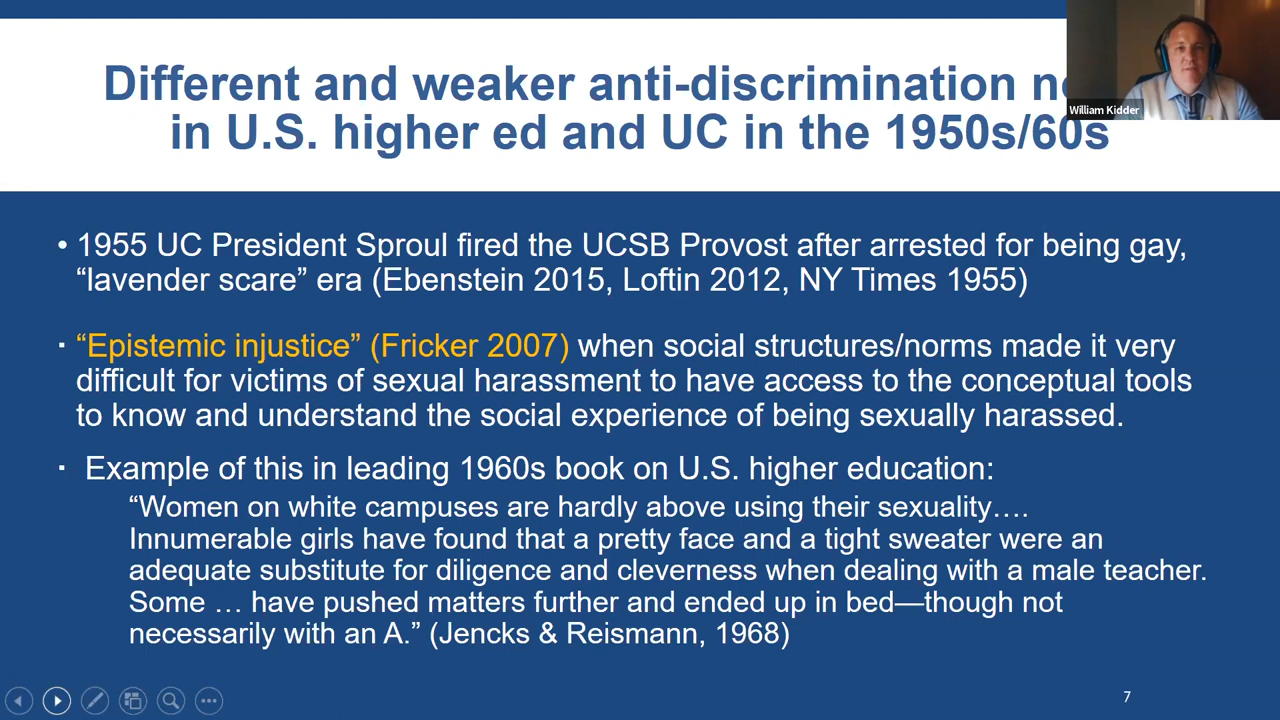 Different and weaker anti-discrimination
in U.S. higher ed and UC in the 1950s/60s
William Kidder
• 1955 UC President Sproul fired the UCSB Provost after arrested for being gay,
“lavender scare” era (Ebenstein 2015, Loftin 2012, NY Times 1955)
▪ “Epistemic injustice” (Fricker 2007) when social structures/norms made it very
difficult for victims of sexual harassment to have access to the conceptual tools
to know and understand the social experience of being sexually harassed.
▪ Example of this in leading 1960s book on U.S. higher education:
“Women on white campuses are hardly above using their sexuality….
Innumerable girls have found that a pretty face and a tight sweater were an
adequate substitute for diligence and cleverness when dealing with a male teacher.
Some … have pushed matters further and ended up in bed—though not
necessarily with an A.” (Jencks & Reismann, 1968)
7